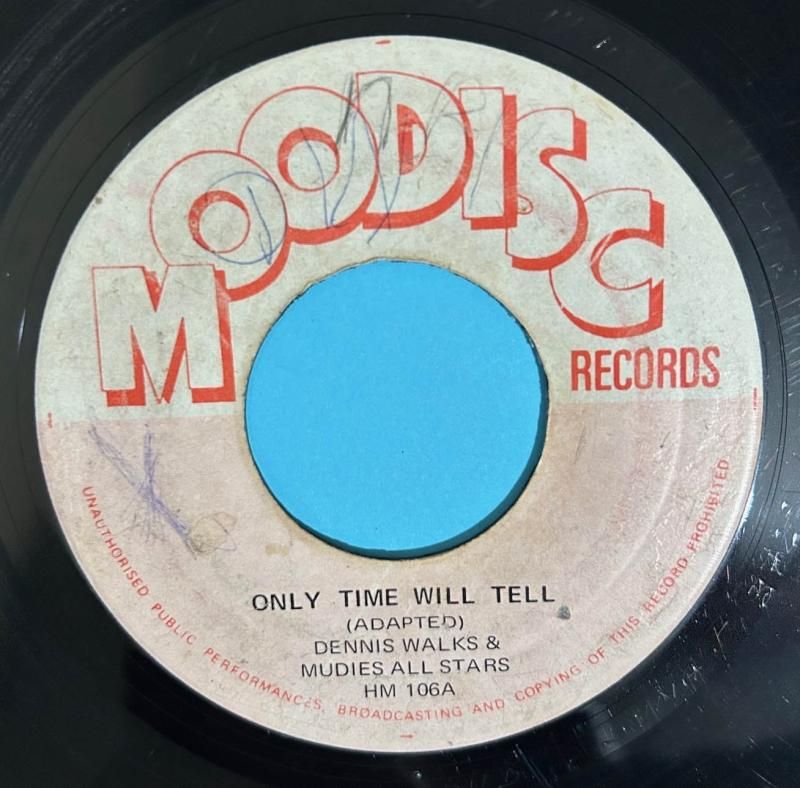 MOODISC
RECORDS
ONLY TIME WILL TELL
(ADAPTED)
DENNIS WALKS &
MUDIES ALL STARS
HM 106A
UNAUTHORISED PUBLIC PERFORMANCES, BROADCASTING AND COPYING OF THIS RECORD PROHIBITED